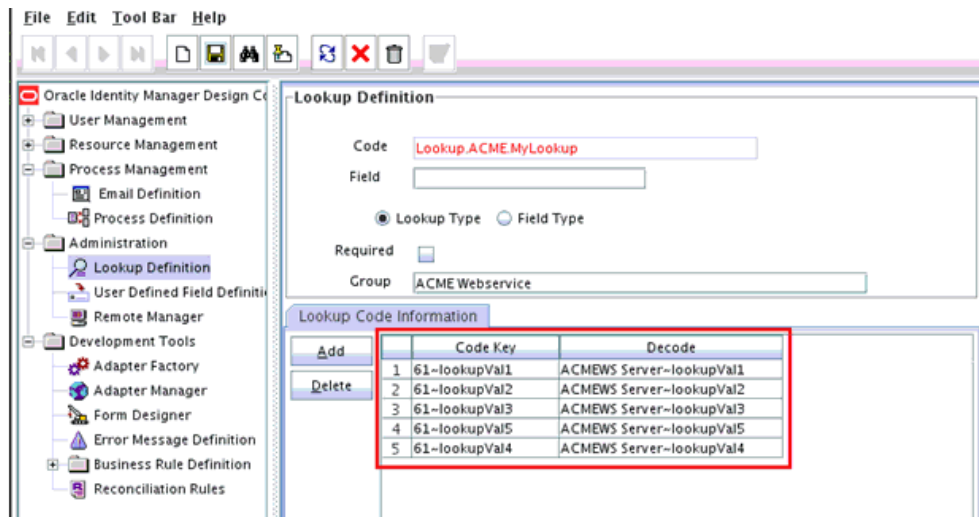 File Edit Tool Bar Help
Oracle Identity Manager Design Co
User Management
Resource Management
Process Management
Email Definition
Process Definition
Administration
Lookup Definition
User Defined Field Definiti
Remote Manager
Development Tools
Adapter Factory
Adapter Manager
Form Designer
Error Message Definition
Business Rule Definition
Reconciliation Rules
Lookup Definition
Code Lookup.ACME.MyLookup
Field
Lookup Type Field Type
Required
Group ACME Webservice
Lookup Code Information
Add
Delete
Code Key Decode
1 61~lookupVal1 ACMEWS Server~lookupVal1
2 61~lookupVal2 ACMEWS Server~lookupVal2
3 61~lookupVal3 ACMEWS Server~lookupVal3
4 61~lookupVal5 ACMEWS Server~lookupVal5
5 61~lookupVal4 ACMEWS Server~lookupVal4